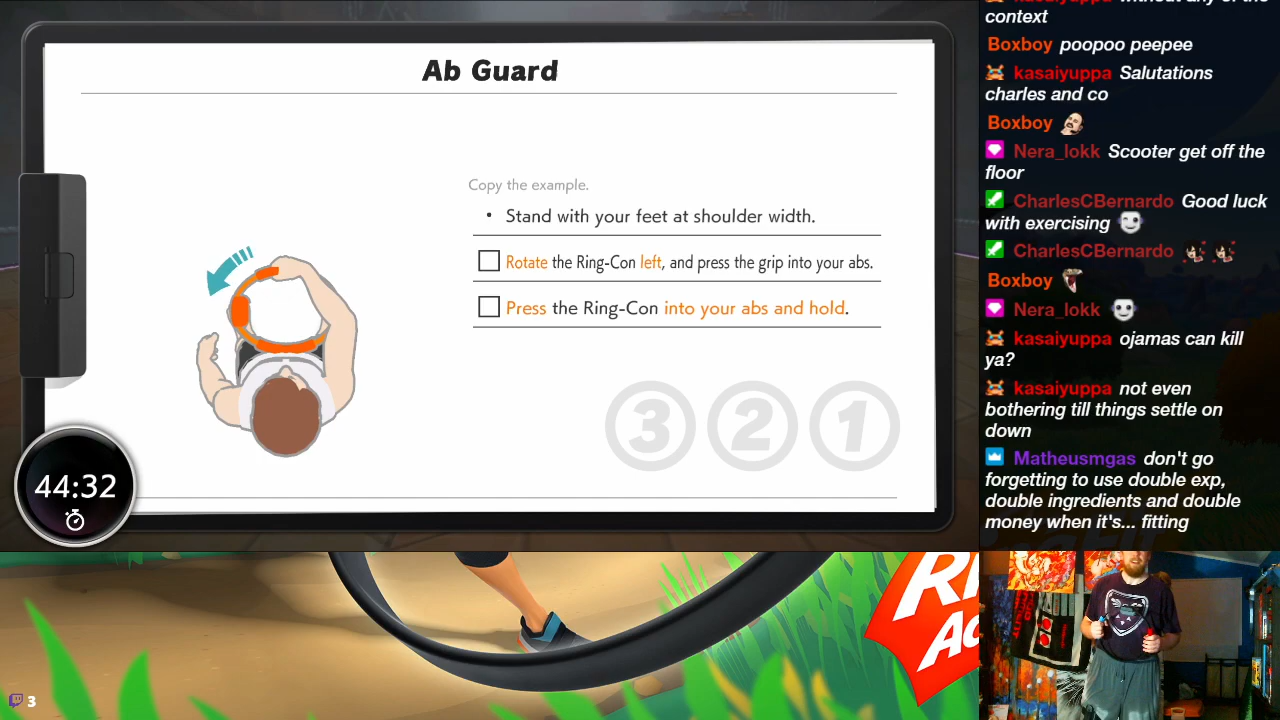 Ab Guard
Copy the example.
• Stand with your feet at shoulder width.
Rotate the Ring-Con left, and press the grip into your abs.
Press the Ring-Con into your abs and hold.
3 2 1
44:32
3
context
Boxboy poopoo peepee
kasaiyuppa Salutations
charles and co
Boxboy
Nera_lokk Scooter get off the
floor
CharlesCBernardo Good luck
with exercising
CharlesCBernardo
Boxboy
Nera_lokk
kasaiyuppa ojamas can kill
ya?
kasaiyuppa not even
bothering till things settle on
down
Matheusmgas don't go
forgetting to use double exp,
double ingredients and double
money when it's... fitting